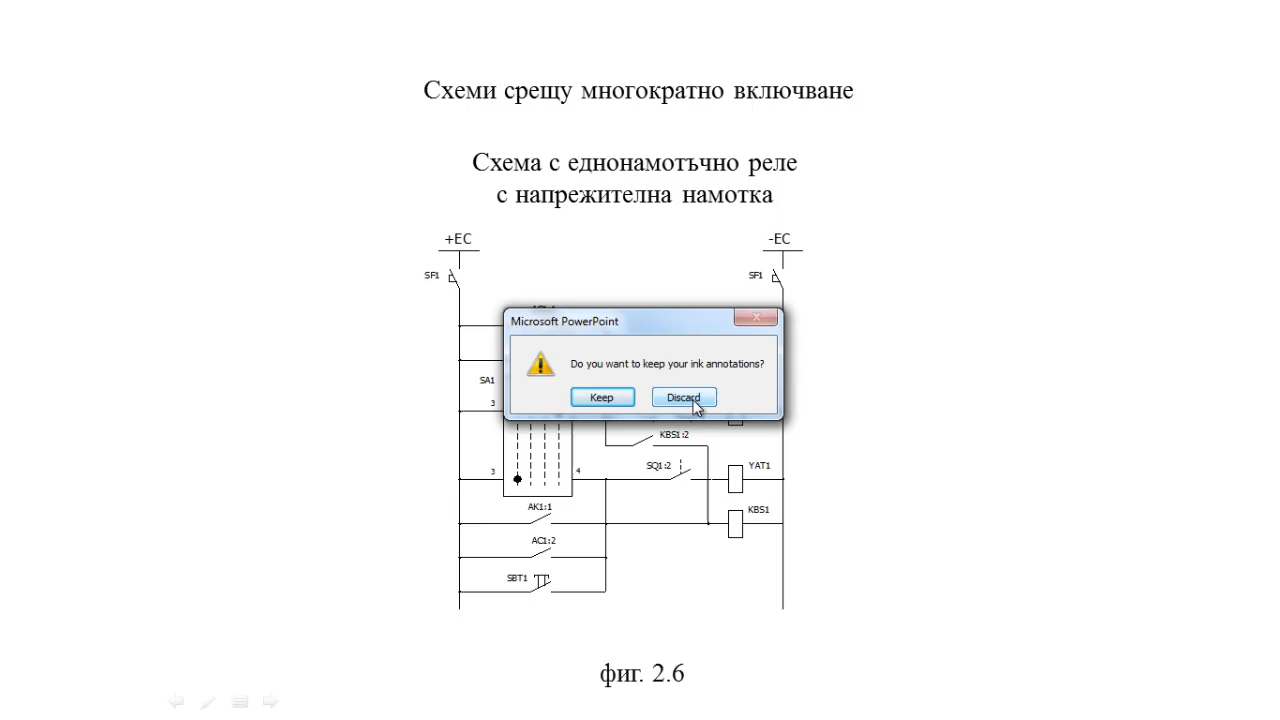 Схеми срещу многократно включване
Схема с еднонамотъчно реле
с напрежителна намотка
+EC
-EC
SF1
SF1
Microsoft PowerPoint
Do you want to keep your ink annotations?
Keep
Discard
SA1
3
KBS1:2
3
4
SQ1:2
YAT1
AK1:1
KBS1
AC1:2
SBT1
фиг. 2.6